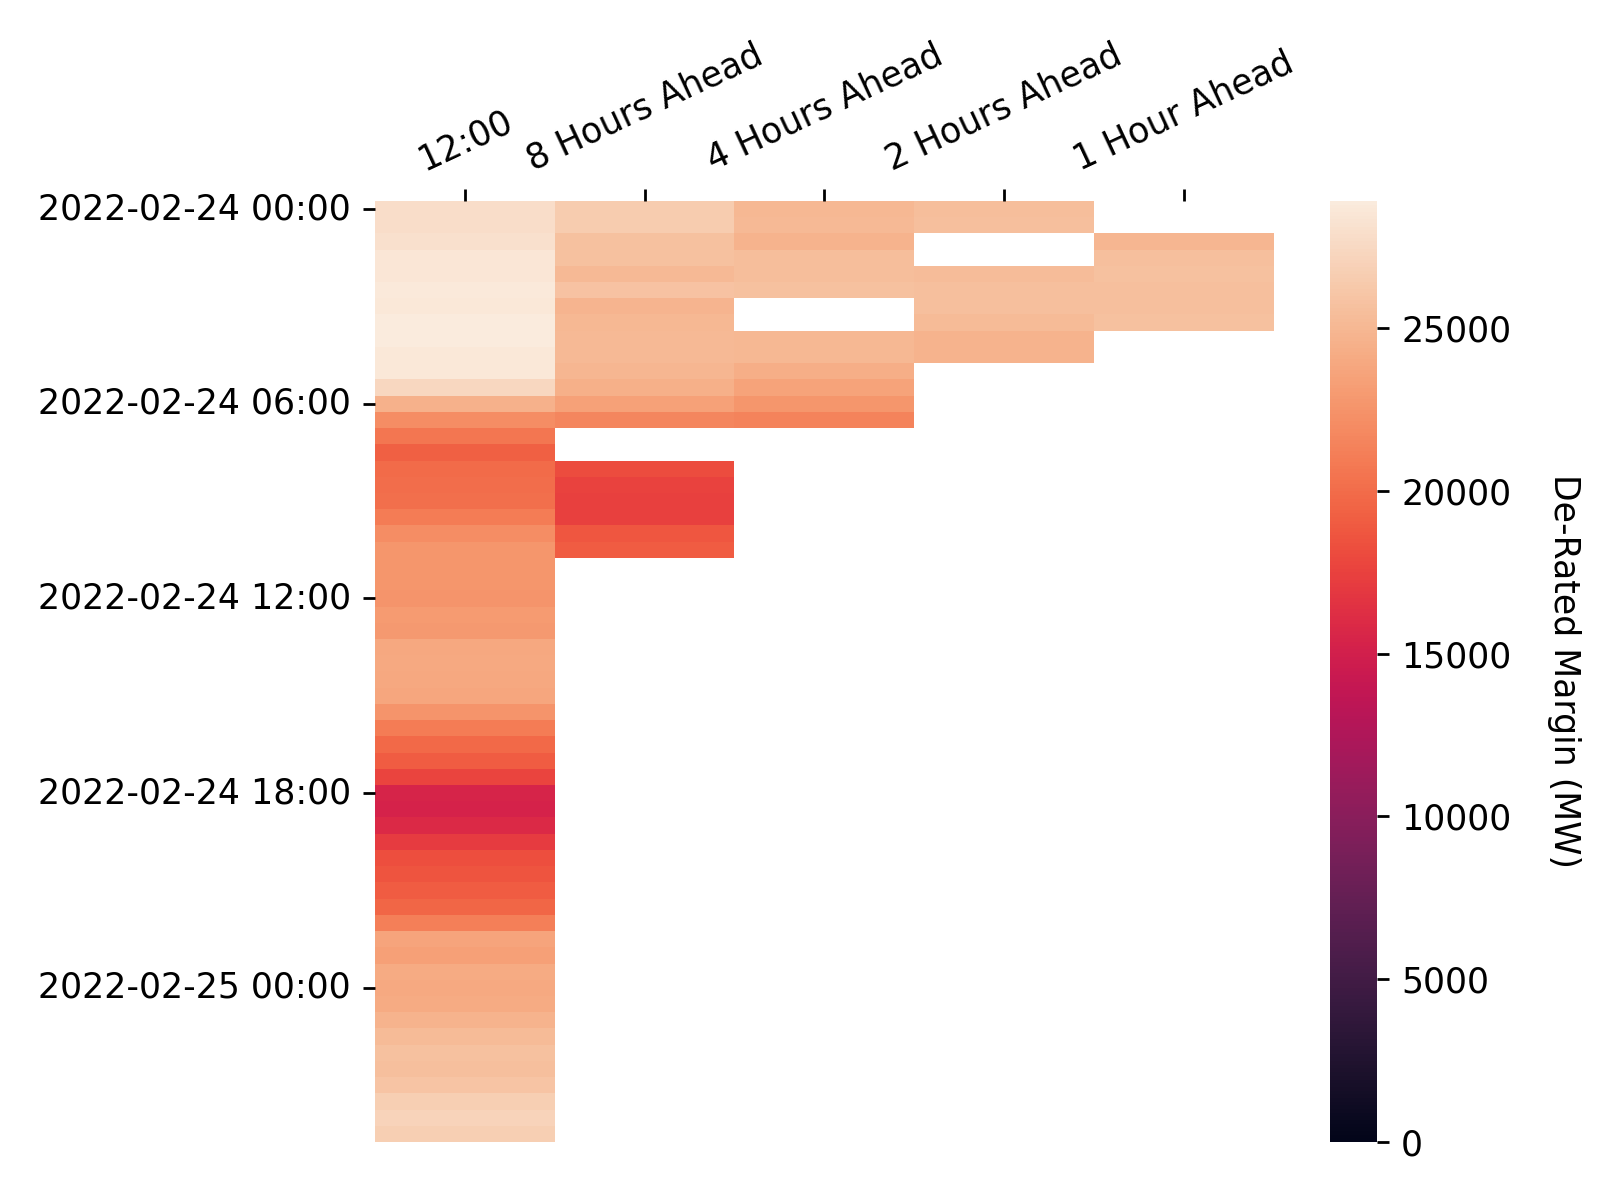 12:00
8 Hours Ahead
4 Hours Ahead
2 Hours Ahead
1 Hour Ahead
2022-02-24 00:00
2022-02-24 06:00
2022-02-24 12:00
2022-02-24 18:00
2022-02-25 00:00
25000
20000
15000
10000
5000
0
De-Rated Margin (MW)